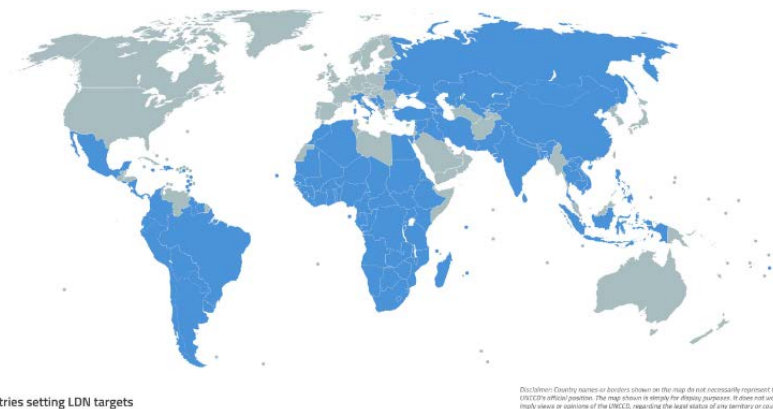 tries setting LDN targets
Disclaimer: Country names or borders shown on the map do not necessarily represent
UNCCD's official position. The map shown is simply for display purposes. It does not
imply views or opinions of the UNCCD, regarding the legal status of any territory or